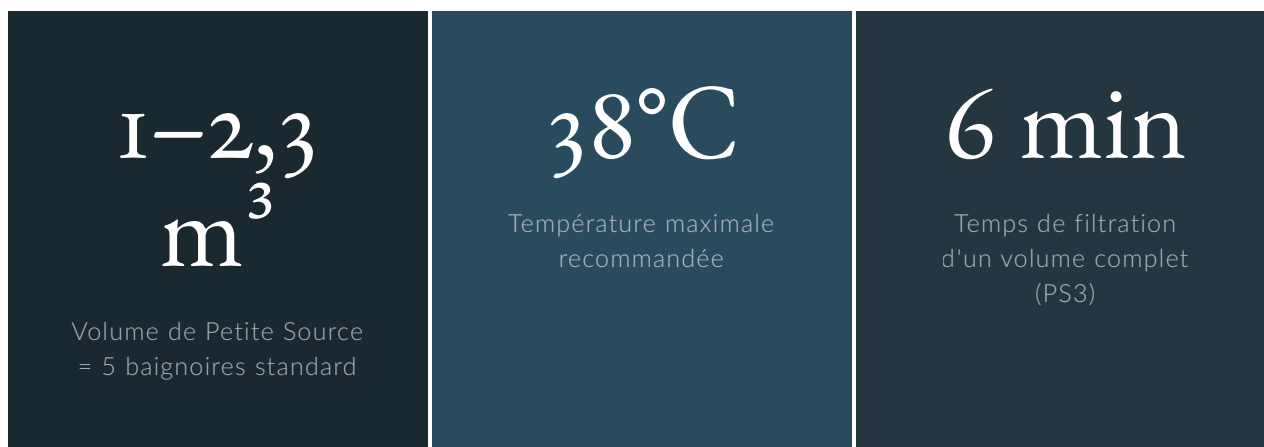 1–2,3
m³
Volume de Petite Source
= 5 baignoires standard
38°C
Température maximale
recommandée
6 min
Temps de filtration
d'un volume complet
(PS3)